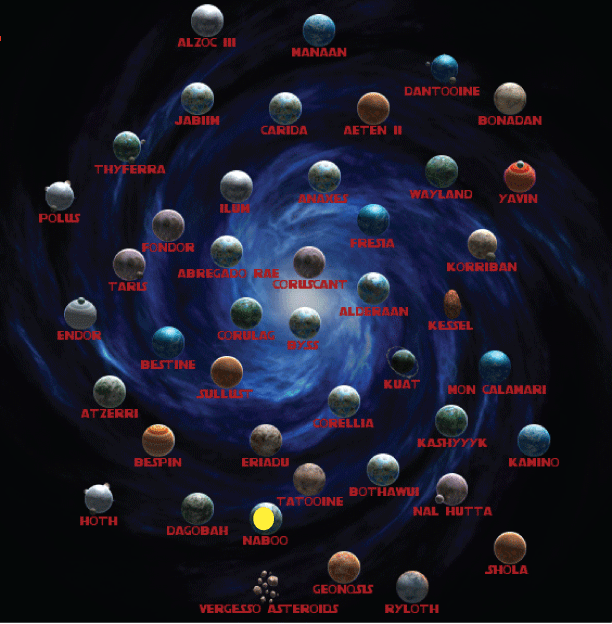 ALZOC III
MANAAN
DANTOOINE
BONADAN
JABIIM
CARIDA
AETEN II
THYFERRA
ILUM
ANAXES
WAYLAND
YAVIN
POLUS
FONDOR
FRESIA
KORRIBAN
TARIS
ABREGADO RAE
CORUSCANT
ALDERAAN
KESSEL
ENDOR
BESTINE
CORDEAL
BYSS
KUAT
MON CALAMARI
SULLUST
ATZERRI
CORELLIA
KASHYYYK
KAMINO
BESPIN
ERIADU
TATOOINE
BOTHAWUI
NAL HUTTA
HOTH
DAGOBAH
NABOO
SHOLA
GEONOSIS
VERGESSO ASTEROIDS
RYLOTH